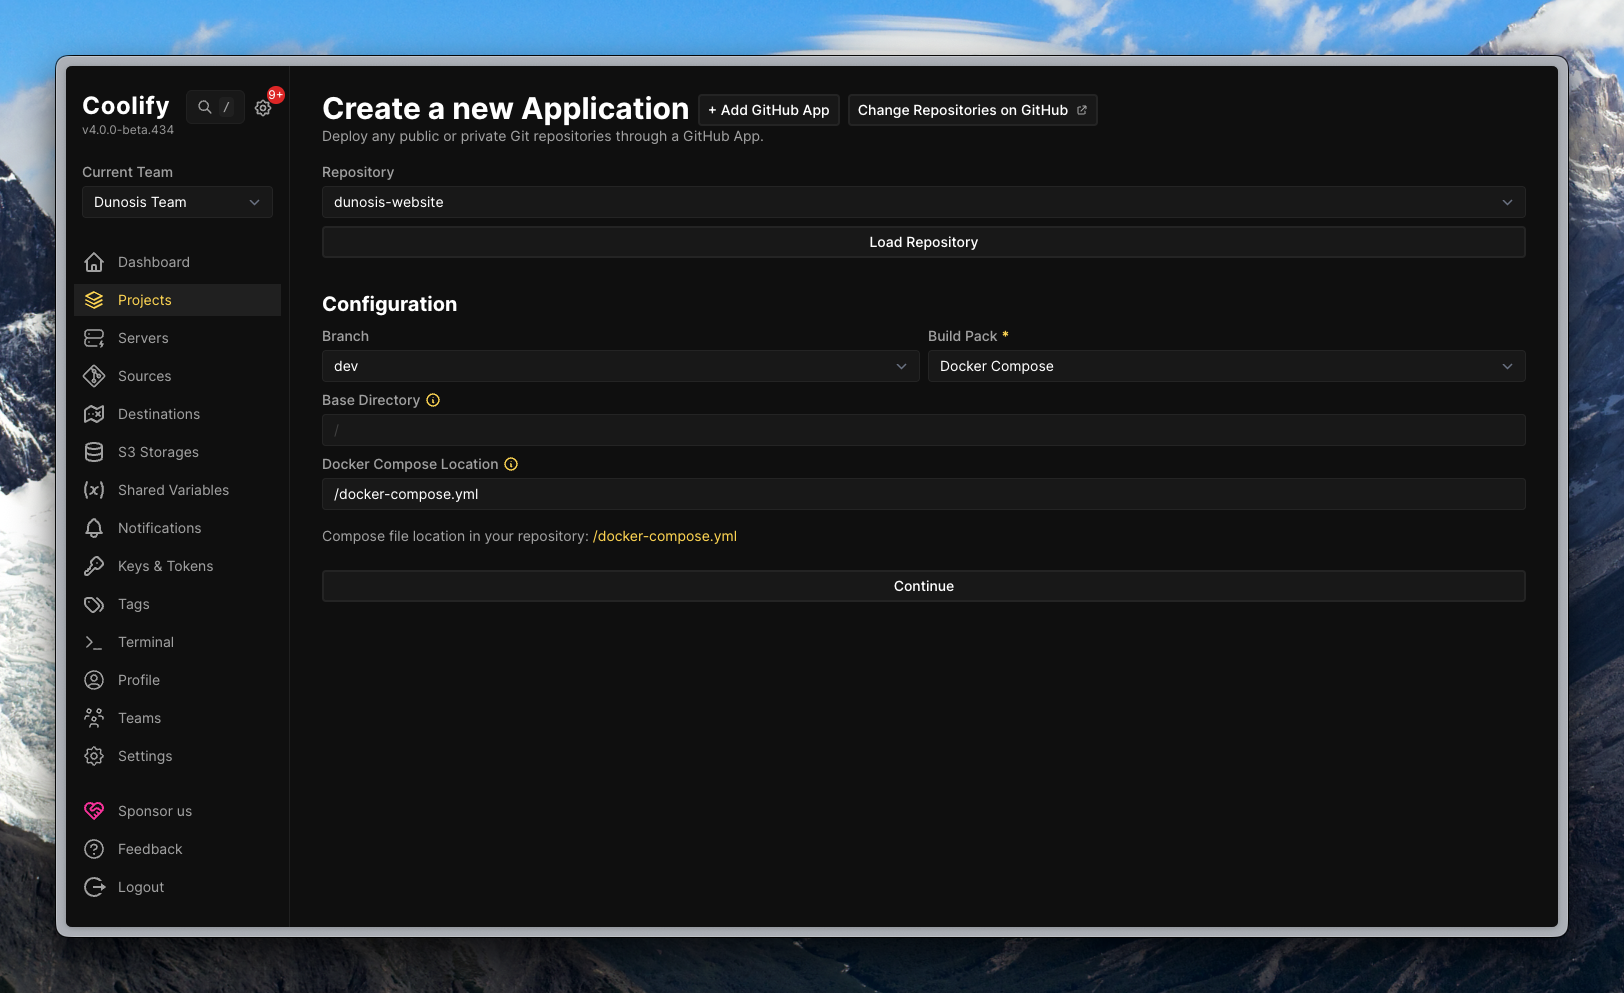 Coolify
/
9+
v4.0.0-beta.434
Current Team
Dunosis Team
Dashboard
Projects
Servers
Sources
Destinations
S3 Storages
Shared Variables
Notifications
Keys & Tokens
Tags
Terminal
Profile
Teams
Settings
Sponsor us
Feedback
Logout
Create a new Application
+ Add GitHub App
Change Repositories on GitHub
Deploy any public or private Git repositories through a GitHub App.
Repository
dunosis-website
Load Repository
Configuration
Branch
dev
Build Pack *
Docker Compose
Base Directory
/
Docker Compose Location
/docker-compose.yml
Compose file location in your repository: /docker-compose.yml
Continue